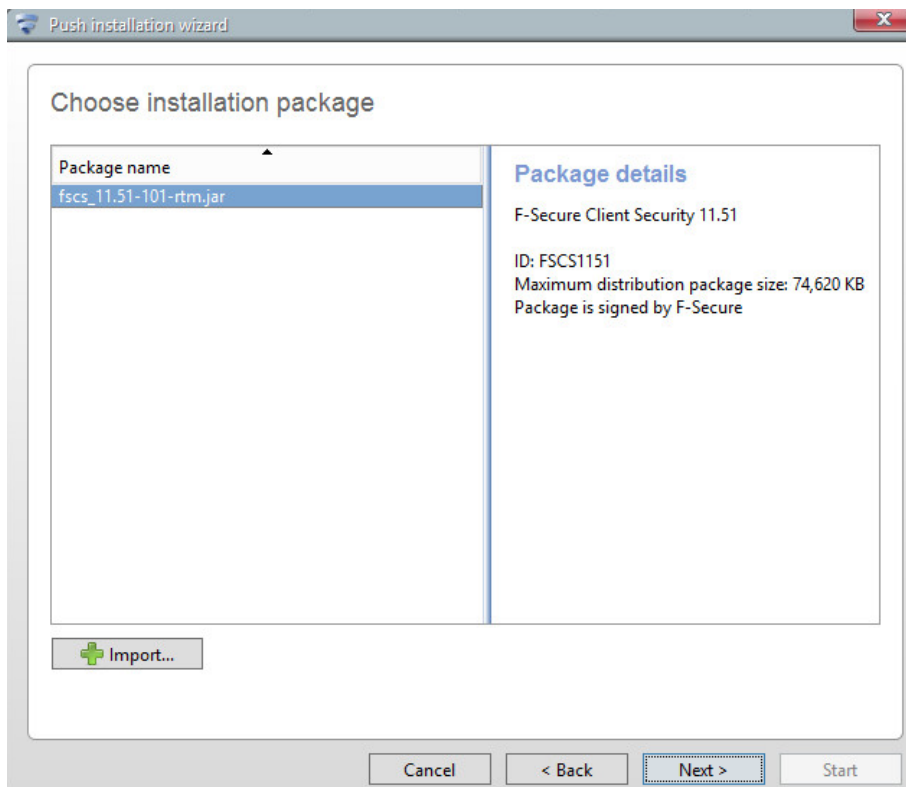 Push installation wizard
Choose installation package
Package name
fscs_11.51-101-rtm.jar
Package details
F-Secure Client Security 11.51
ID: FSCS1151
Maximum distribution package size: 74,620 KB
Package is signed by F-Secure
Import...
Cancel
< Back
Next >
Start